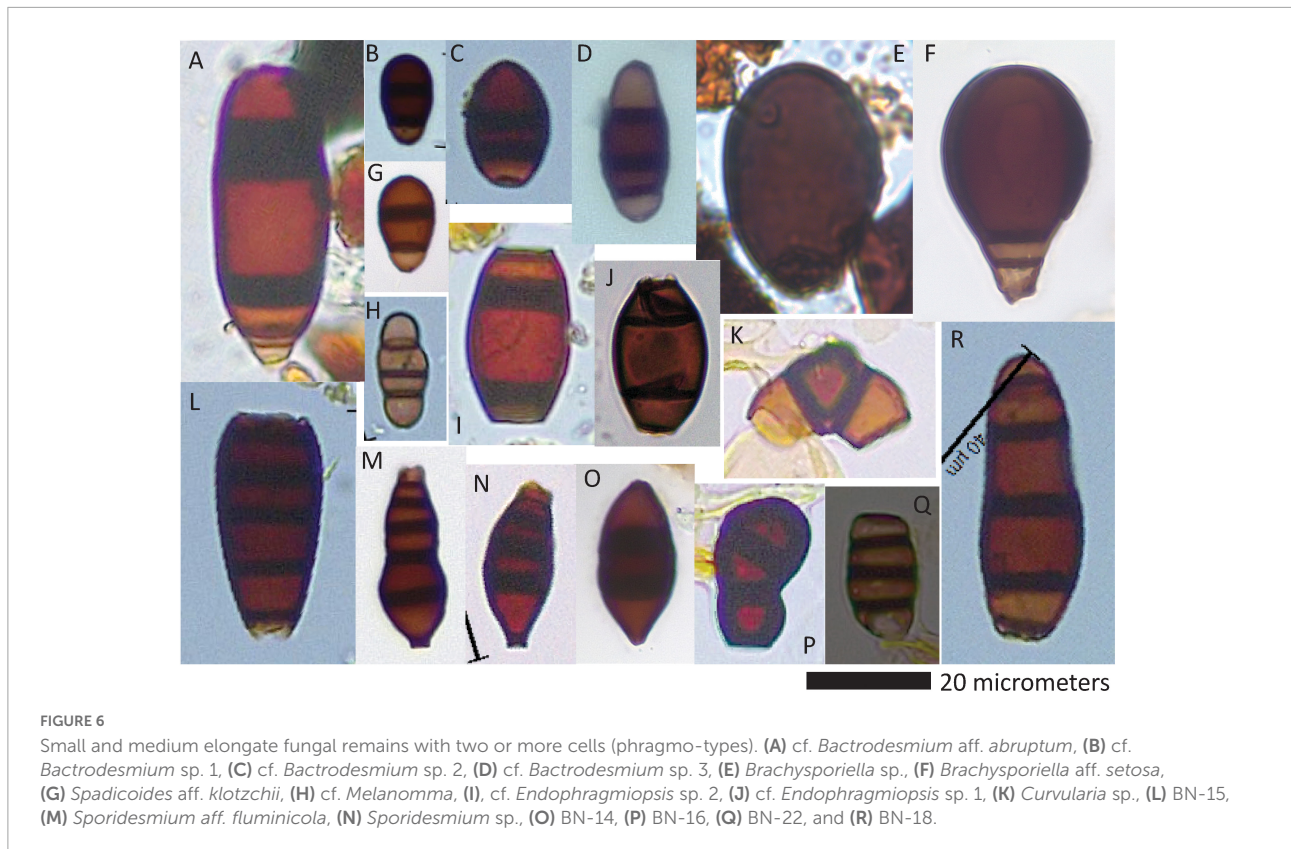 A
B
C
D
E
F
G
H
I
J
K
R
40 µm
L
M
N
O
P
Q
20 micrometers
FIGURE 6
Small and medium elongate fungal remains with two or more cells (phragmo-types). (A) cf. Bactrodesmium aff. abruptum, (B) cf.
Bactrodesmium sp. 1, (C) cf. Bactrodesmium sp. 2, (D) cf. Bactrodesmium sp. 3, (E) Brachysporiella sp., (F) Brachysporiella aff. setosa,
(G) Spadicoides aff. klotzchii, (H) cf. Melanomma, (I), cf. Endophragmiopsis sp. 2, (J) cf. Endophragmiopsis sp. 1, (K) Curvularia sp., (L) BN-15,
(M) Sporidesmium aff. fluminicola, (N) Sporidesmium sp., (O) BN-14, (P) BN-16, (Q) BN-22, and (R) BN-18.